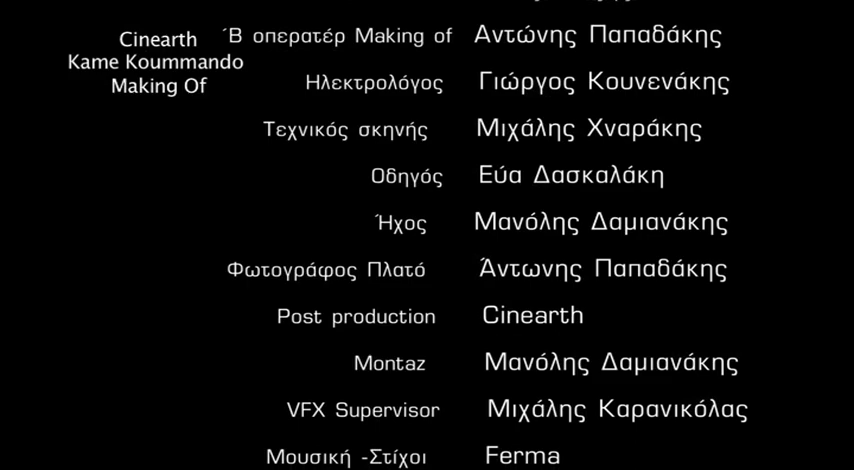 Cinearth
Kame Koummando
Making Of
΄Β οπερατέρ Making of Αντώνης Παπαδάκης
Ηλεκτρολόγος Γιώργος Κουνενάκης
Τεχνικός σκηνής Μιχάλης Χναράκης
Οδηγός Εύα Δασκαλάκη
Ήχος Μανόλης Δαμιανάκης
Φωτογράφος Πλατό Άντωνης Παπαδάκης
Post production Cinearth
Montaz Μανόλης Δαμιανάκης
VFX Supervisor Μιχάλης Καρανικόλας
Μουσική -Στίχοι Ferma